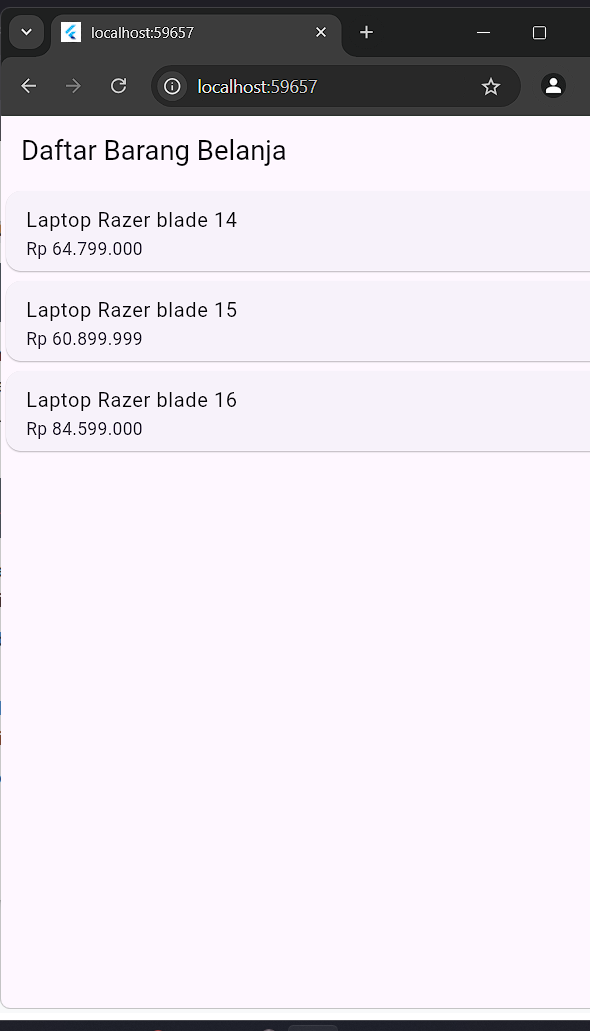 localhost:59657
localhost:59657
Daftar Barang Belanja
Laptop Razer blade 14
Rp 64.799.000
Laptop Razer blade 15
Rp 60.899.999
Laptop Razer blade 16
Rp 84.599.000